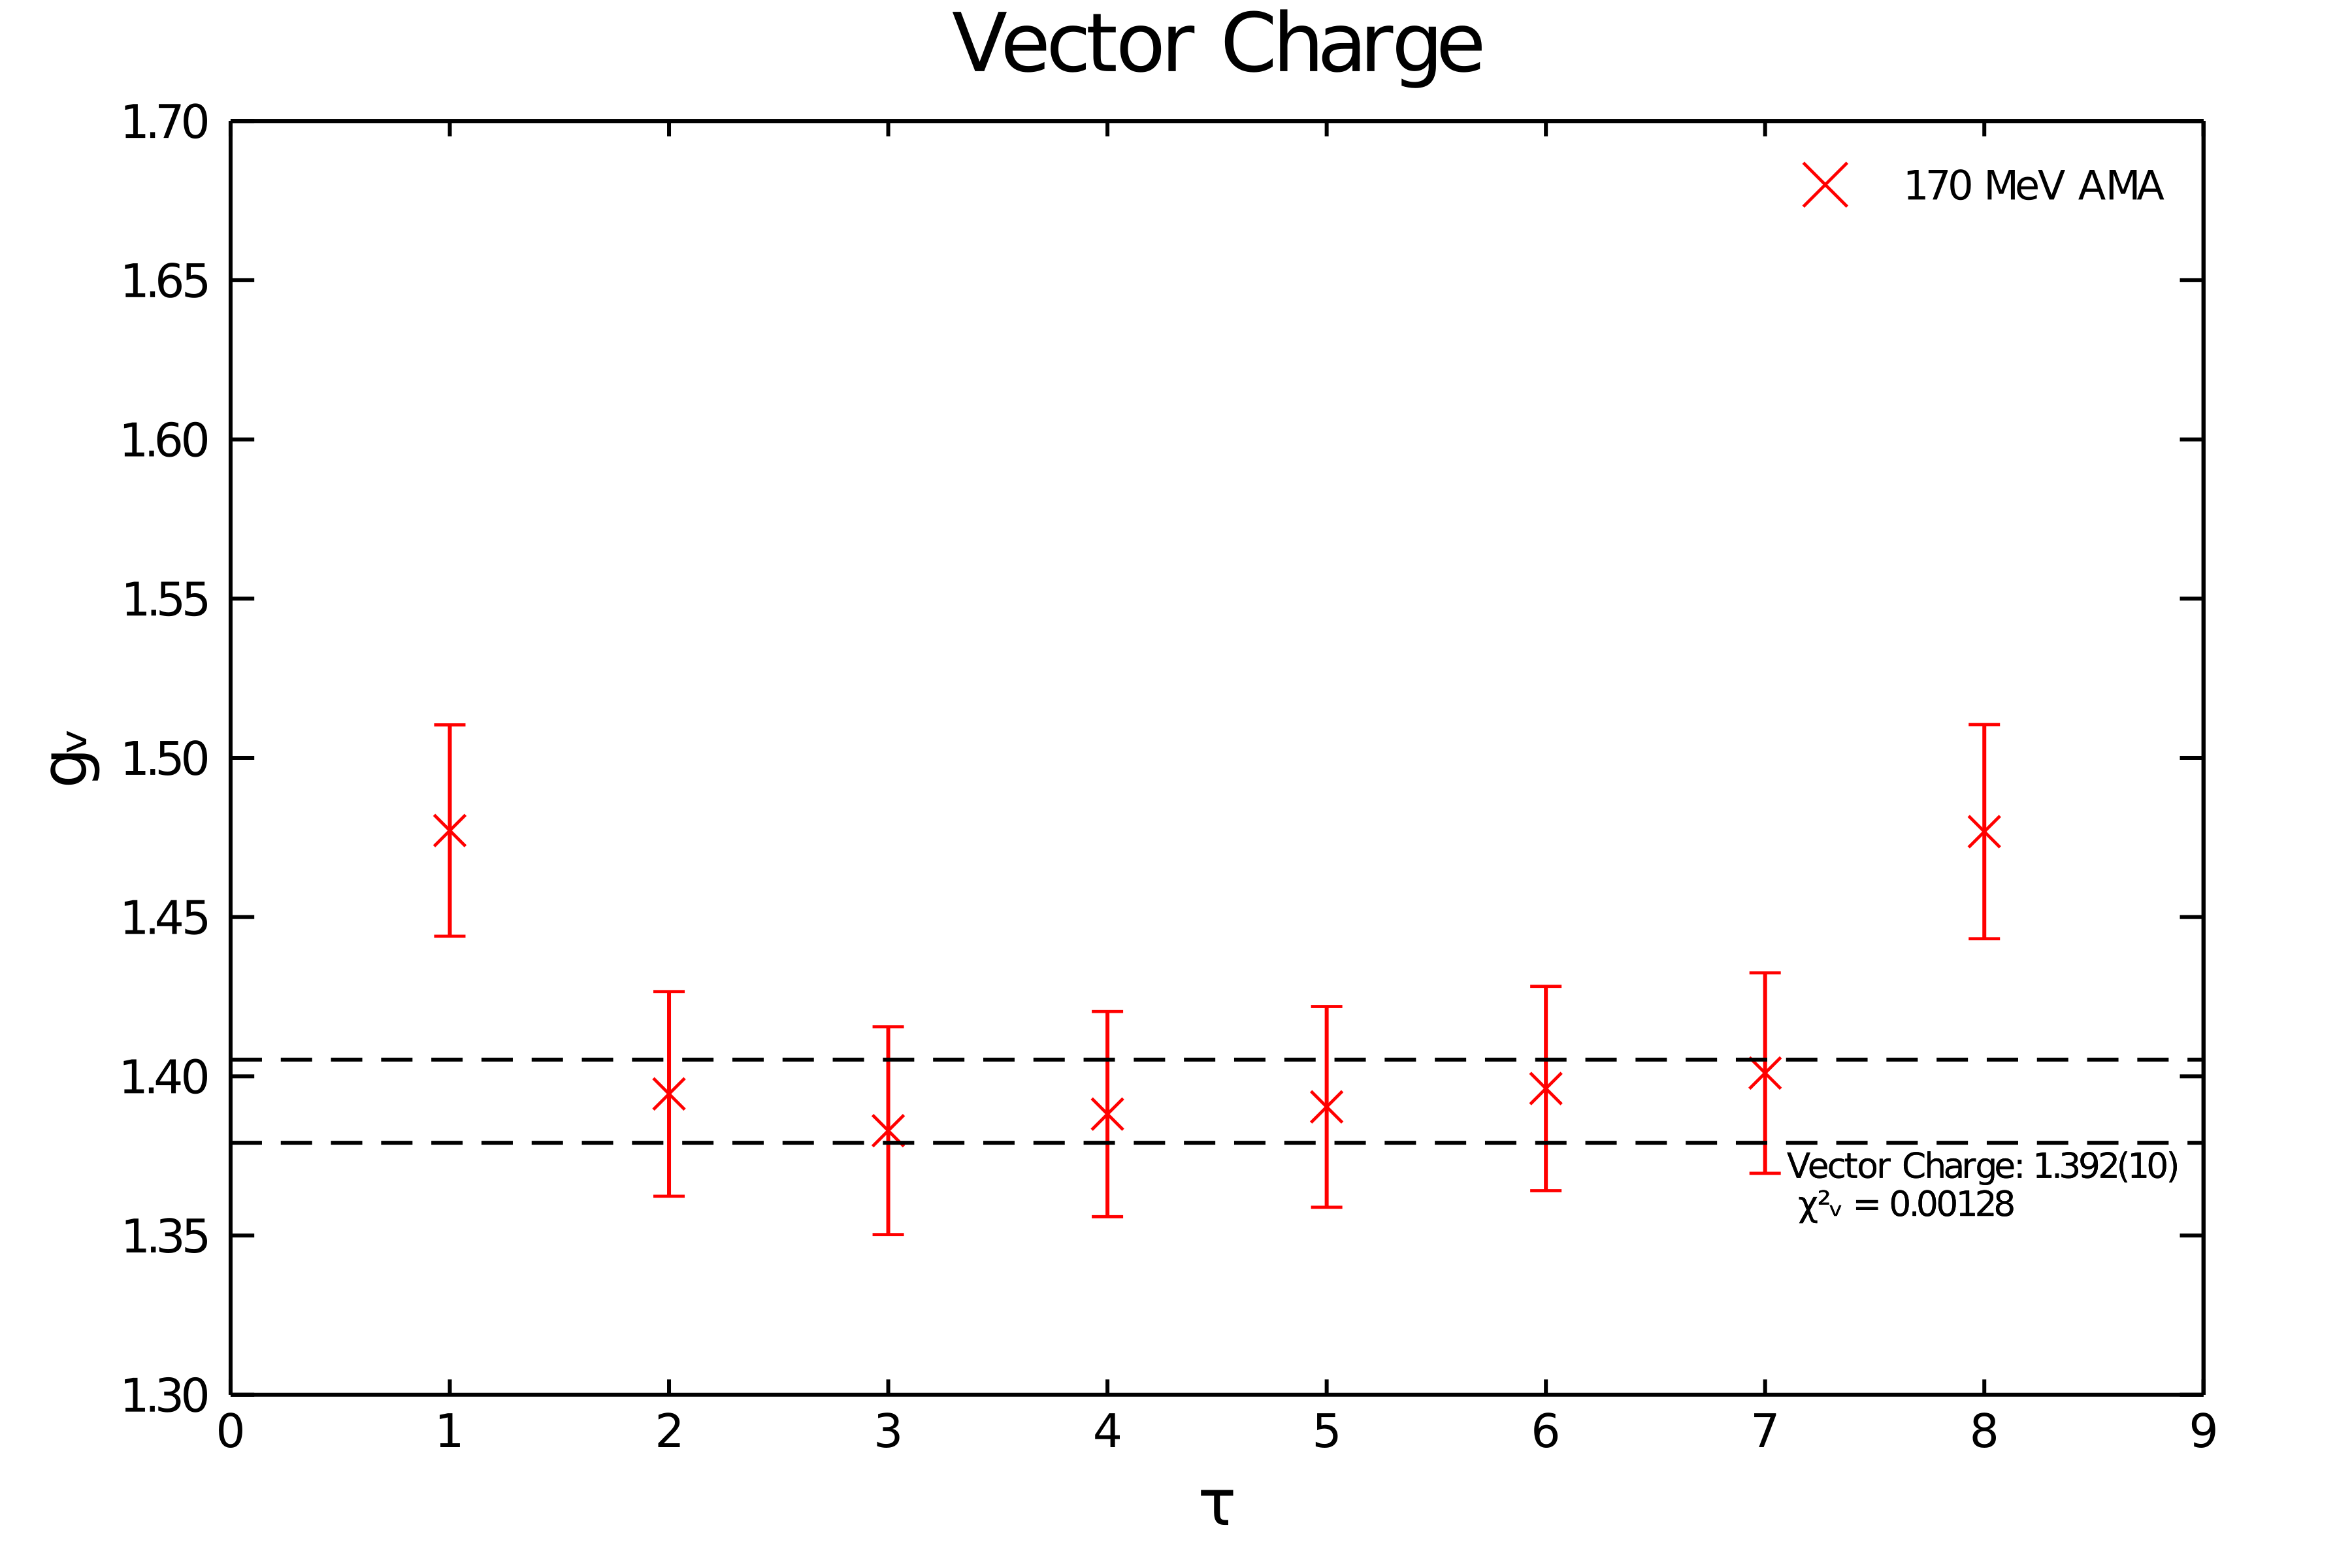 Vector Charge
1.70
170 MeV AMA
1.65
1.60
1.55
gᵥ
1.50
1.45
1.40
Vector Charge: 1.392(10)
χ²ᵥ = 0.00128
1.35
1.30
0 1 2 3 4 5 6 7 8 9
τ